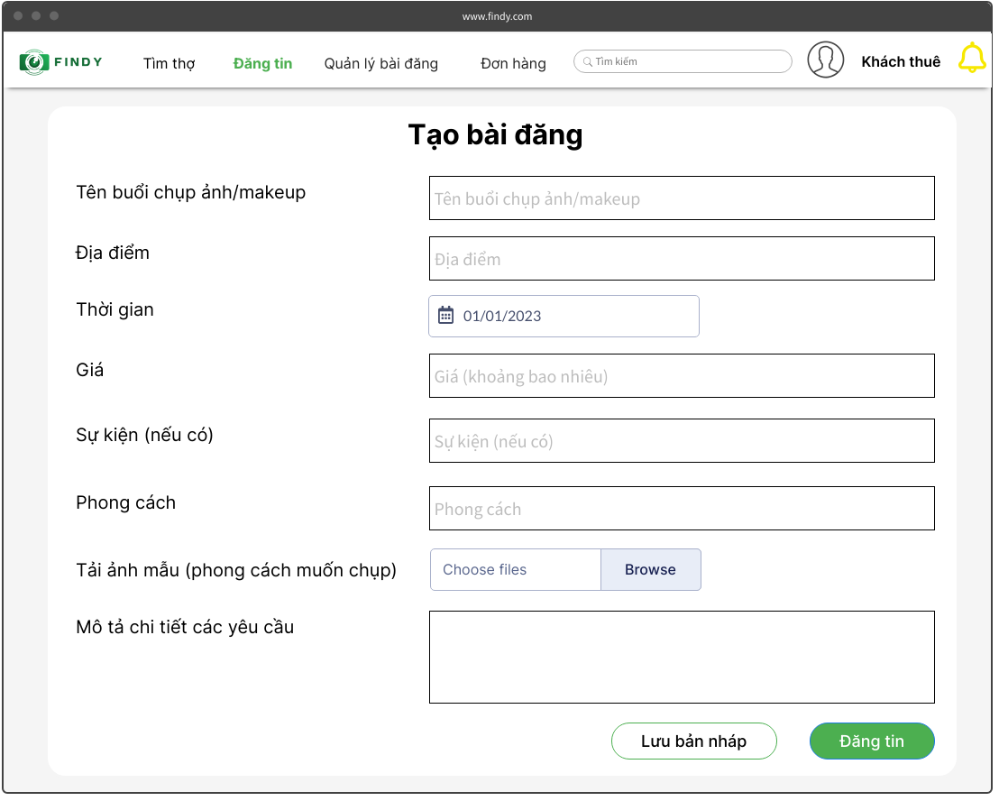 www.findy.com
FINDY Tìm thợ Đăng tin Quản lý bài đăng Đơn hàng Tìm kiếm Khách thuê
Tạo bài đăng
Tên buổi chụp ảnh/makeup Tên buổi chụp ảnh/makeup
Địa điểm Địa điểm
Thời gian 01/01/2023
Giá Giá (khoảng bao nhiêu)
Sự kiện (nếu có) Sự kiện (nếu có)
Phong cách Phong cách
Tải ảnh mẫu (phong cách muốn chụp) Choose files Browse
Mô tả chi tiết các yêu cầu
Lưu bản nháp Đăng tin